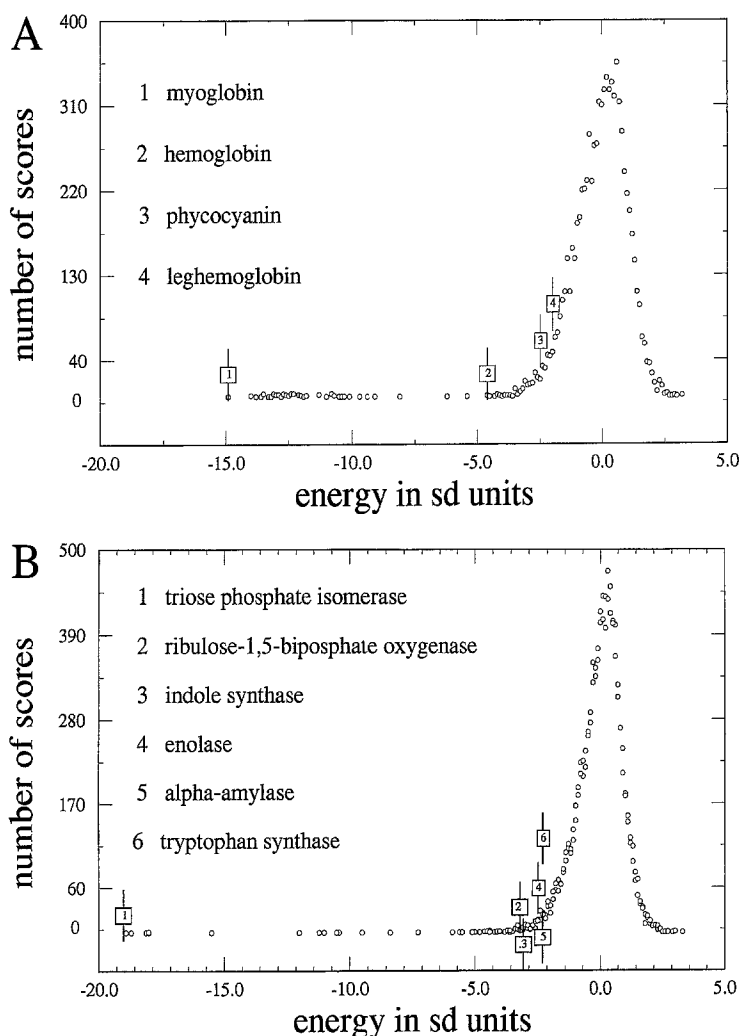 A
400
310
220
130
40
0
number of scores
1 myoglobin
2 hemoglobin
3 phycocyanin
4 leghemoglobin
1
2
3
4
-20.0
-15.0
-10.0
-5.0
0.0
5.0
energy in sd units
B
500
390
280
170
60
0
number of scores
1 triose phosphate isomerase
2 ribulose-1,5-biposphate oxygenase
3 indole synthase
4 enolase
5 alpha-amylase
6 tryptophan synthase
1
2
.3
4
5
6
-20.0
-15.0
-10.0
-5.0
0.0
5.0
energy in sd units